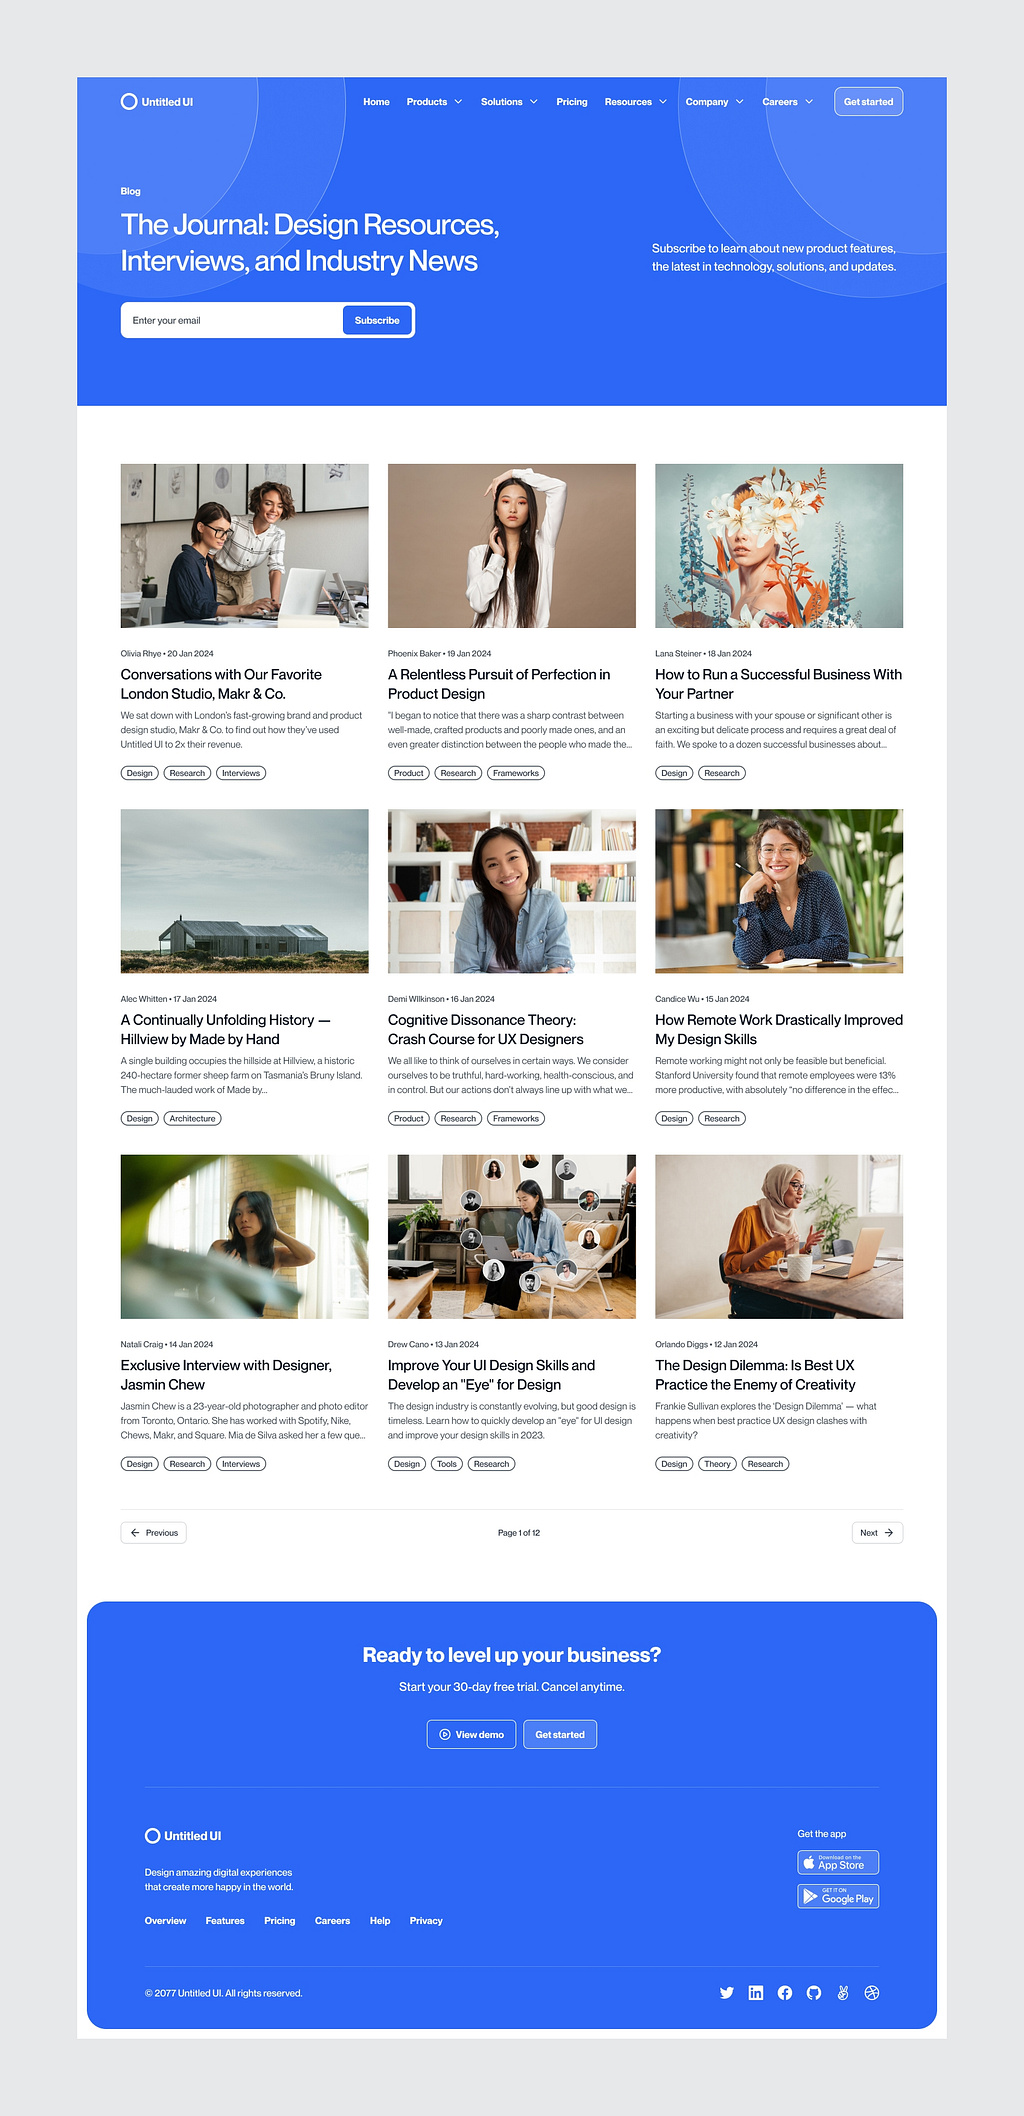 Untitled UI
Home Products Solutions Pricing Resources Company Careers Get started
Blog
The Journal: Design Resources,
Interviews, and Industry News
Subscribe to learn about new product features,
the latest in technology, solutions, and updates.
Enter your email
Subscribe
Olivia Rhye • 20 Jan 2024
Conversations with Our Favorite
London Studio, Makr & Co.
We sat down with London's fast-growing brand and product
design studio, Makr & Co. to find out how they've used
Untitled UI to 2x their revenue.
Design Research Interviews
Phoenix Baker • 19 Jan 2024
A Relentless Pursuit of Perfection in
Product Design
"I began to notice that there was a sharp contrast between
well-made, crafted products and poorly made ones, and an
even greater distinction between the people who made the...
Product Research Frameworks
Lana Steiner • 18 Jan 2024
How to Run a Successful Business With
Your Partner
Starting a business with your spouse or significant other is
an exciting but delicate process and requires a great deal of
faith. We spoke to a dozen successful businesses about...
Design Research
Alec Whitten • 17 Jan 2024
A Continually Unfolding History —
Hillview by Made by Hand
A single building occupies the hillside at Hillview, a historic
240-hectare former sheep farm on Tasmania's Bruny Island.
The much-lauded work of Made by...
Design Architecture
Demi WIlkinson • 16 Jan 2024
Cognitive Dissonance Theory:
Crash Course for UX Designers
We all like to think of ourselves in certain ways. We consider
ourselves to be truthful, hard-working, health-conscious, and
in control. But our actions don't always line up with what we...
Product Research Frameworks
Candice Wu • 15 Jan 2024
How Remote Work Drastically Improved
My Design Skills
Remote working might not only be feasible but beneficial.
Stanford University found that remote employees were 13%
more productive, with absolutely "no difference in the effec...
Design Research
Natali Craig • 14 Jan 2024
Exclusive Interview with Designer,
Jasmin Chew
Jasmin Chew is a 23-year-old photographer and photo editor
from Toronto, Ontario. She has worked with Spotify, Nike,
Chews, Makr, and Square. Mia de Silva asked her a few que...
Design Research Interviews
Drew Cano • 13 Jan 2024
Improve Your UI Design Skills and
Develop an "Eye" for Design
The design industry is constantly evolving, but good design is
timeless. Learn how to quickly develop an "eye" for UI design
and improve your design skills in 2023.
Design Tools Research
Orlando Diggs • 12 Jan 2024
The Design Dilemma: Is Best UX
Practice the Enemy of Creativity
Frankie Sullivan explores the 'Design Dilemma' — what
happens when best practice UX design clashes with
creativity?
Design Theory Research
Previous
Page 1 of 12
Next
Ready to level up your business?
Start your 30-day free trial. Cancel anytime.
View demo
Get started
Untitled UI
Design amazing digital experiences
that create more happy in the world.
Overview Features Pricing Careers Help Privacy
Get the app
Download on the
App Store
GET IT ON
Google Play
© 2077 Untitled UI. All rights reserved.